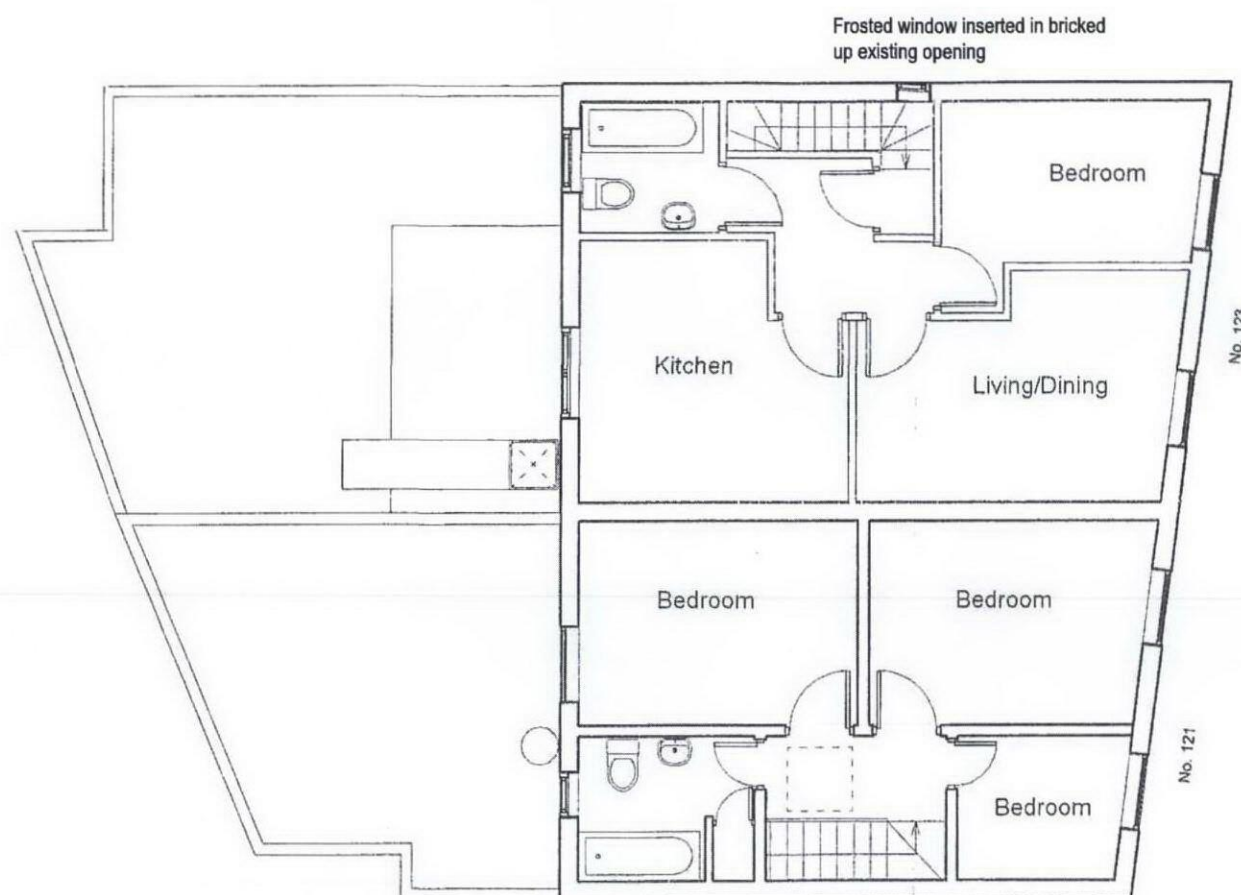 Frosted window inserted in bricked
up existing opening
Bedroom
No. 123
Kitchen
Living/Dining
Bedroom
Bedroom
No. 121
Bedroom